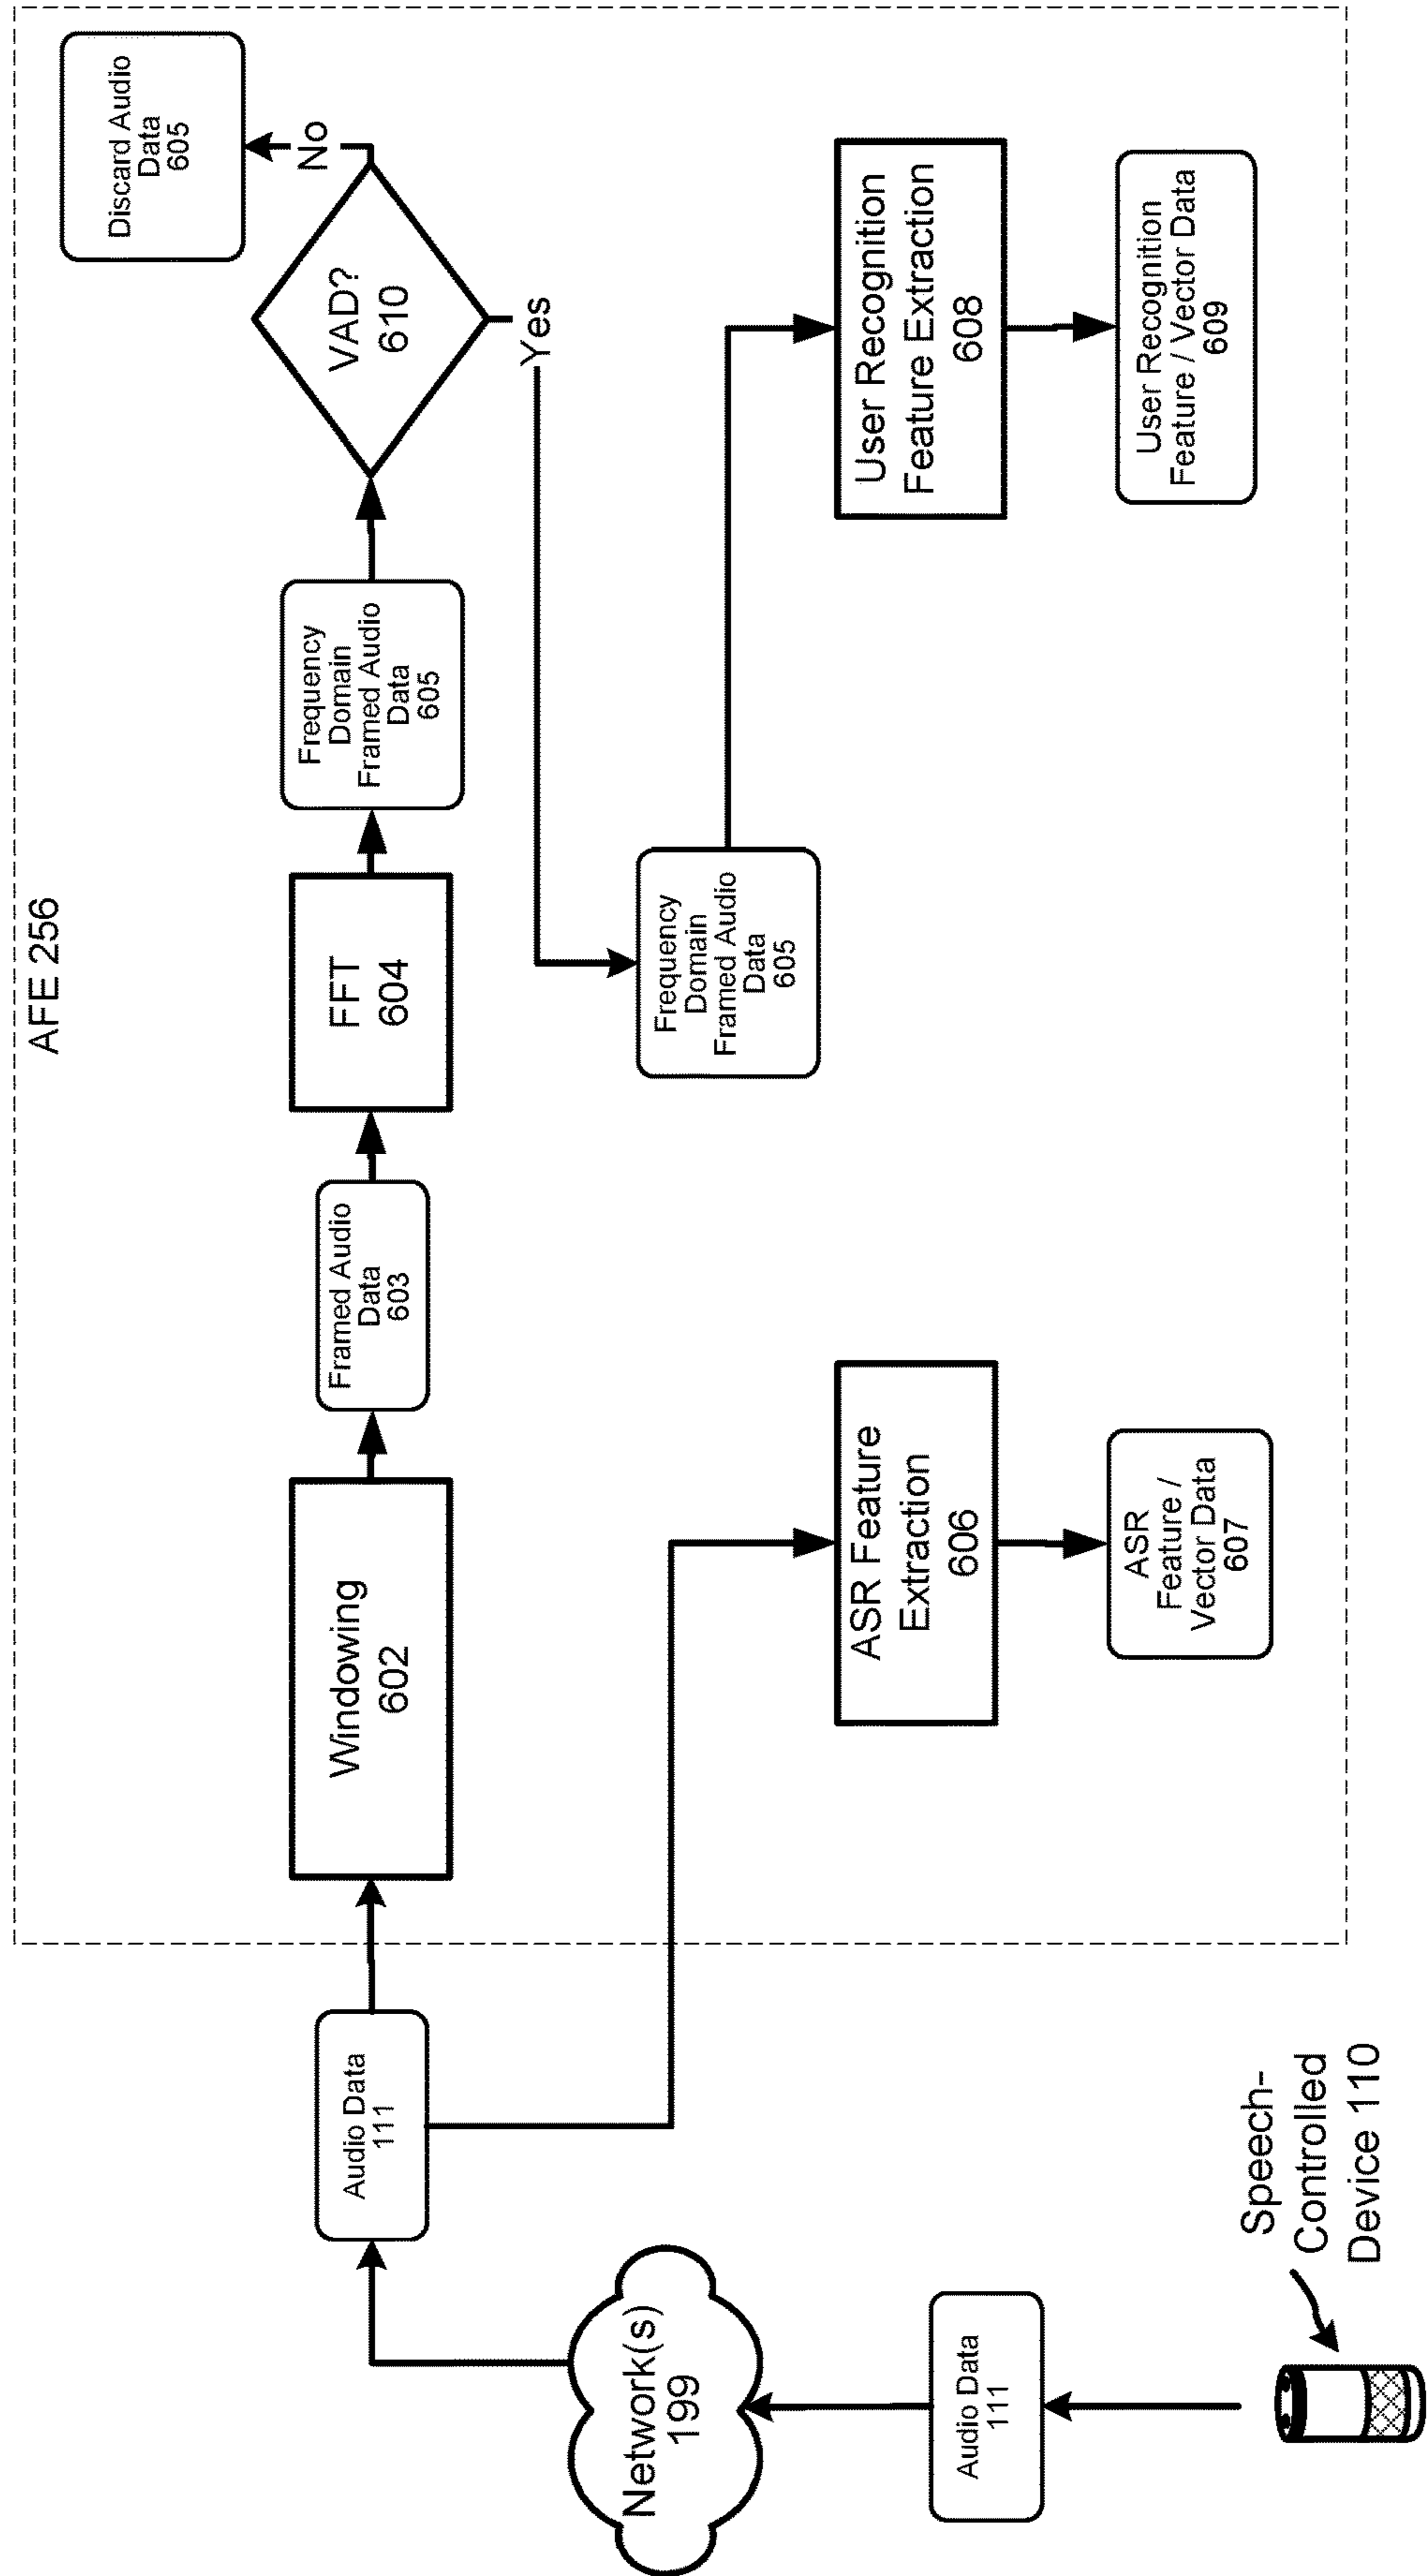 AFE 256
Discard Audio
Data
605
No
VAD?
610
Yes
Frequency
Domain
Framed Audio
Data
605
FFT
604
Framed Audio
Data
603
Windowing
602
Audio Data
111
Frequency
Domain
Framed Audio
Data
605
User Recognition
Feature Extraction
608
User Recognition
Feature / Vector Data
609
ASR Feature
Extraction
606
ASR
Feature /
Vector Data
607
Network(s)
199
Audio Data
111
Speech-
Controlled
Device 110